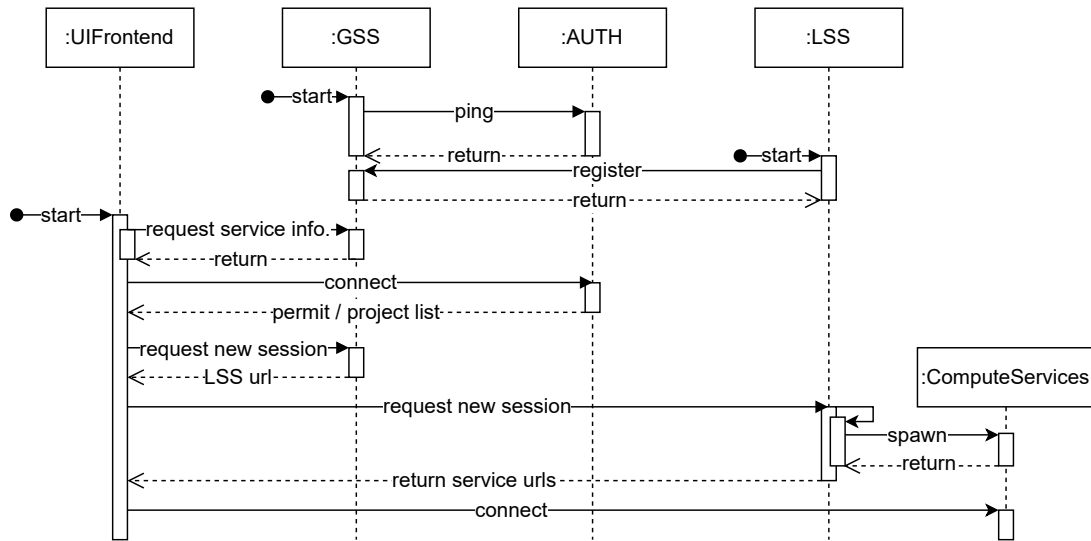 :UIFrontend
:GSS
:AUTH
:LSS
start
ping
return
start
register
return
start
request service info.
return
connect
permit / project list
request new session
LSS url
:ComputeServices
request new session
spawn
return
return service urls
connect